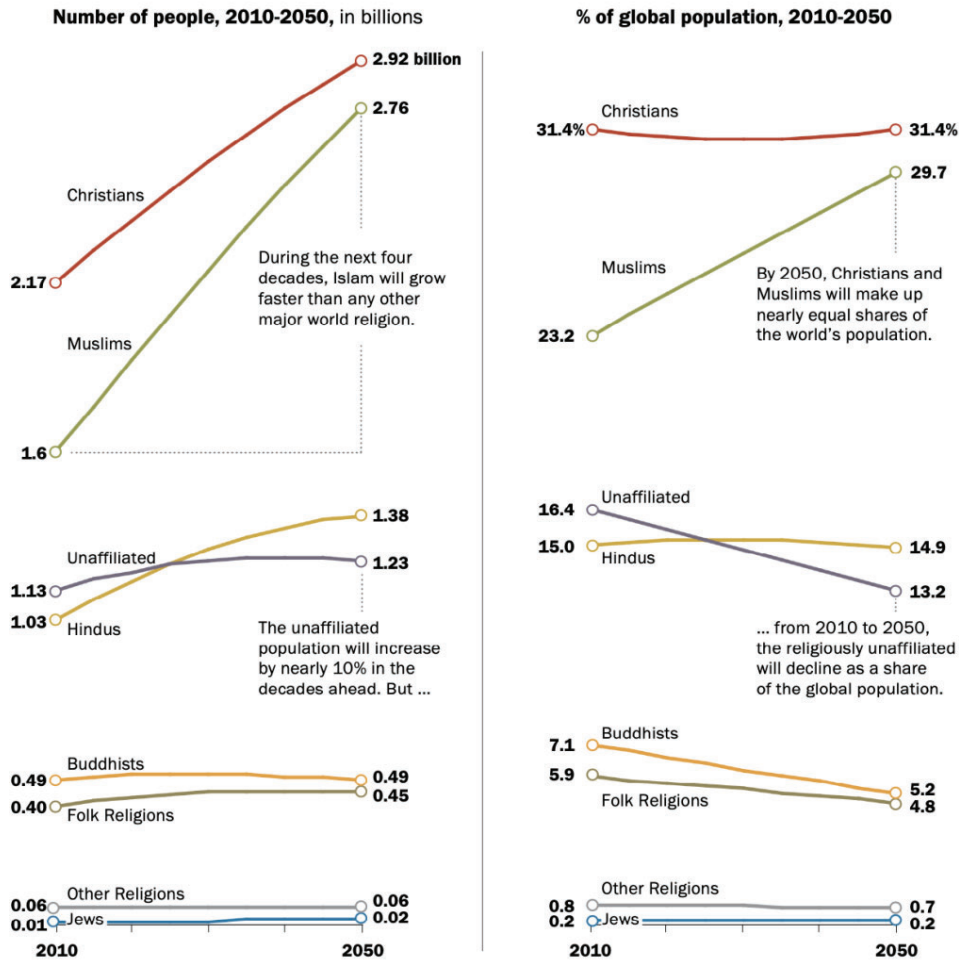 Number of people, 2010-2050, in billions
2.92 billion
2.76
Christians
2.17
During the next four
decades, Islam will grow
faster than any other
major world religion.
Muslims
1.6
1.38
Unaffiliated
1.23
1.13
1.03
Hindus
The unaffiliated
population will increase
by nearly 10% in the
decades ahead. But ...
Buddhists
0.49
0.49
0.40
0.45
Folk Religions
Other Religions
0.06
0.06
0.01
Jews
0.02
2010
2050
% of global population, 2010-2050
Christians
31.4%
31.4%
29.7
Muslims
By 2050, Christians and
Muslims will make up
nearly equal shares of
the world's population.
23.2
Unaffiliated
16.4
15.0
Hindus
14.9
13.2
... from 2010 to 2050,
the religiously unaffiliated
will decline as a share
of the global population.
Buddhists
7.1
5.9
5.2
Folk Religions
4.8
Other Religions
0.8
0.7
0.2
Jews
0.2
2010
2050